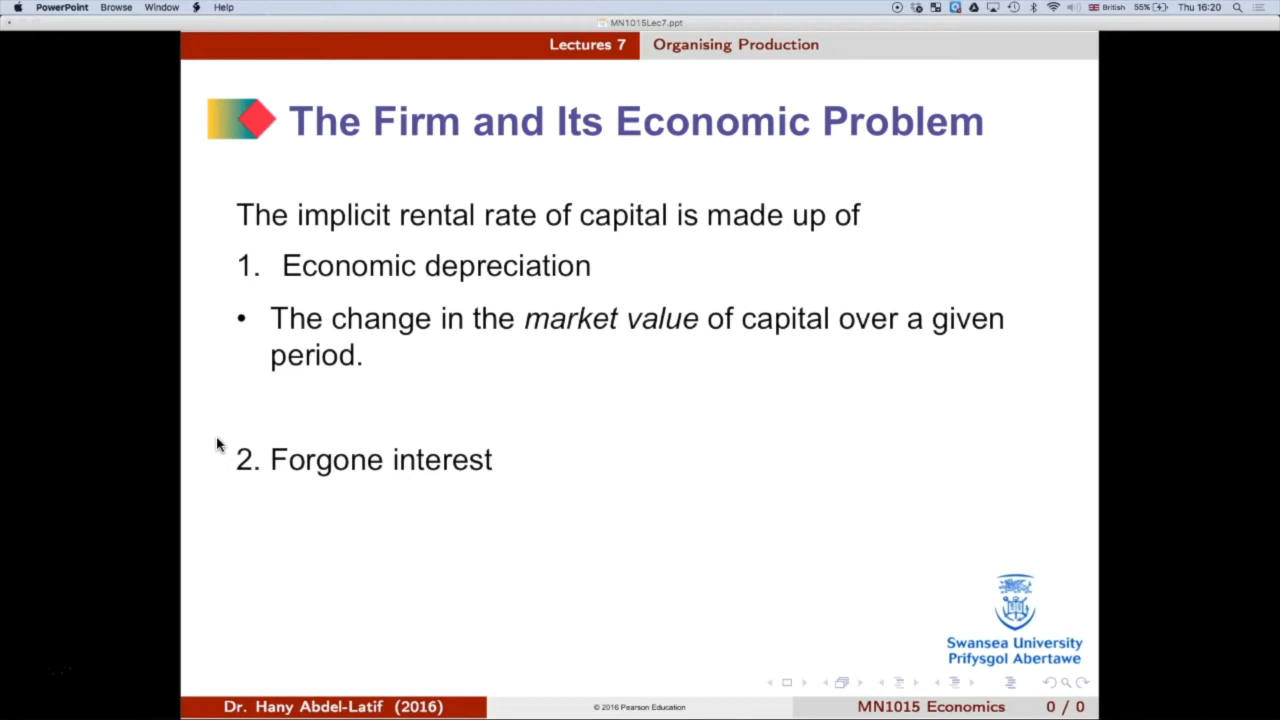 PowerPoint Browse Window Help British 55% Thu 16:20
MN1015Lec7.ppt
Lectures 7 Organising Production
The Firm and Its Economic Problem
The implicit rental rate of capital is made up of
1. Economic depreciation
• The change in the market value of capital over a given
period.
2. Forgone interest
Swansea University
Prifysgol Abertawe
Dr. Hany Abdel-Latif (2016) © 2016 Pearson Education MN1015 Economics 0 / 0